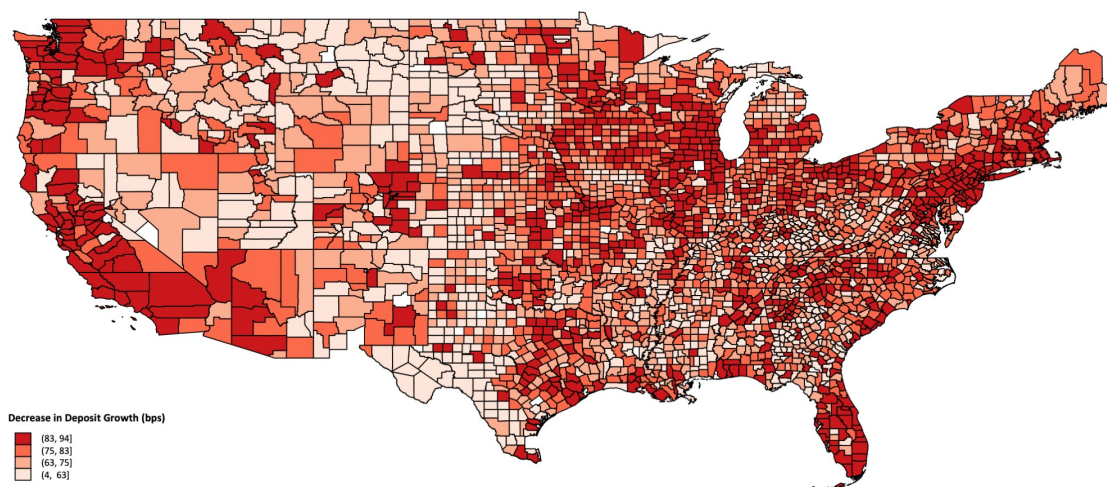 Decrease in Deposit Growth (bps)
(83, 94]
(75, 83]
(63, 75]
(4, 63]